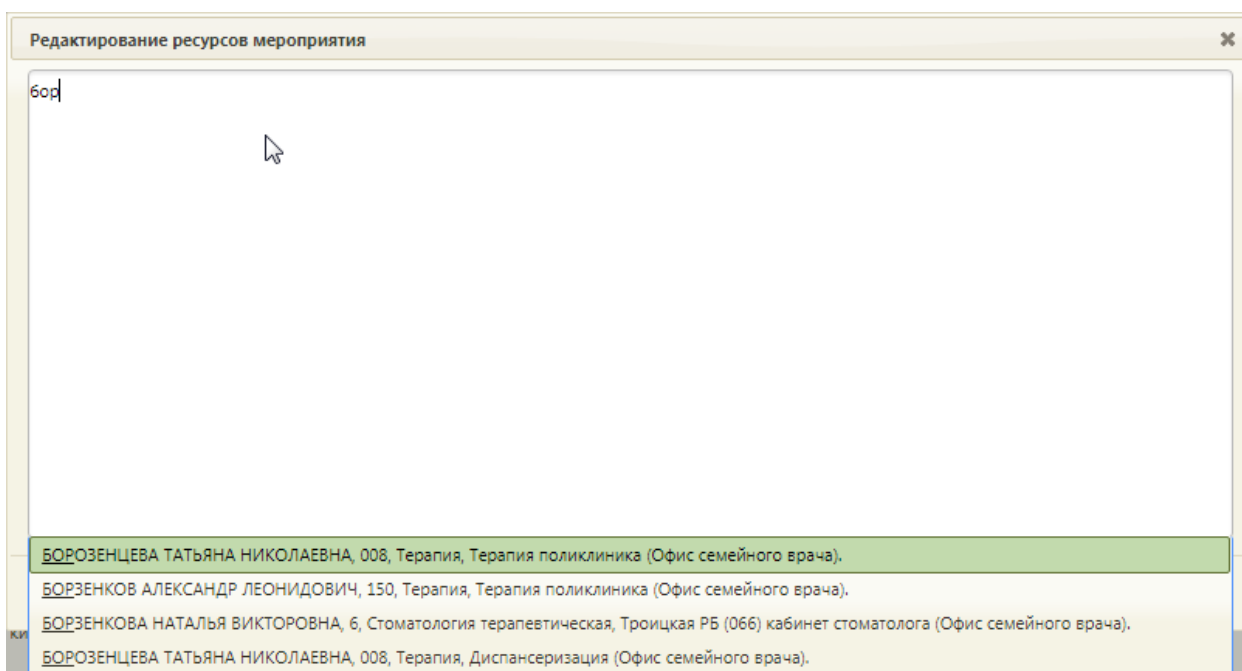 Редактирование ресурсов мероприятия
бор
БОРОЗЕНЦЕВА ТАТЬЯНА НИКОЛАЕВНА, 008, Терапия, Терапия поликлиника (Офис семейного врача).
БОРЗЕНКОВ АЛЕКСАНДР ЛЕОНИДОВИЧ, 150, Терапия, Терапия поликлиника (Офис семейного врача).
БОРЗЕНКОВА НАТАЛЬЯ ВИКТОРОВНА, 6, Стоматология терапевтическая, Троицкая РБ (066) кабинет стоматолога (Офис семейного врача).
БОРОЗЕНЦЕВА ТАТЬЯНА НИКОЛАЕВНА, 008, Терапия, Диспансеризация (Офис семейного врача).